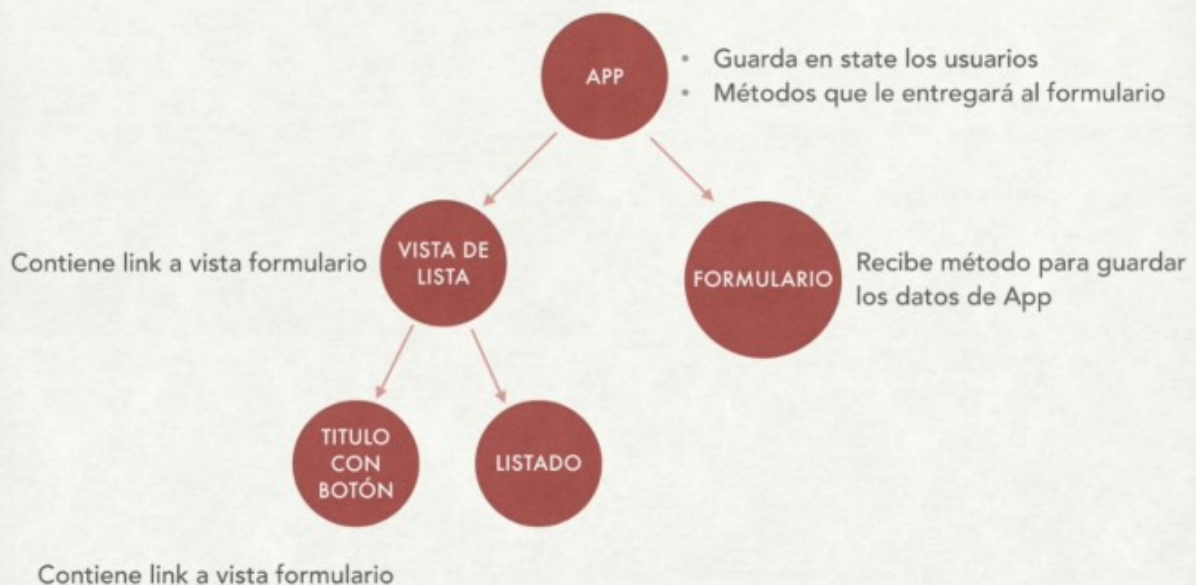 APP
• Guarda en state los usuarios
• Métodos que le entregará al formulario
Contiene link a vista formulario
VISTA DE
LISTA
FORMULARIO
Recibe método para guardar
los datos de App
TITULO
CON
BOTÓN
LISTADO
Contiene link a vista formulario